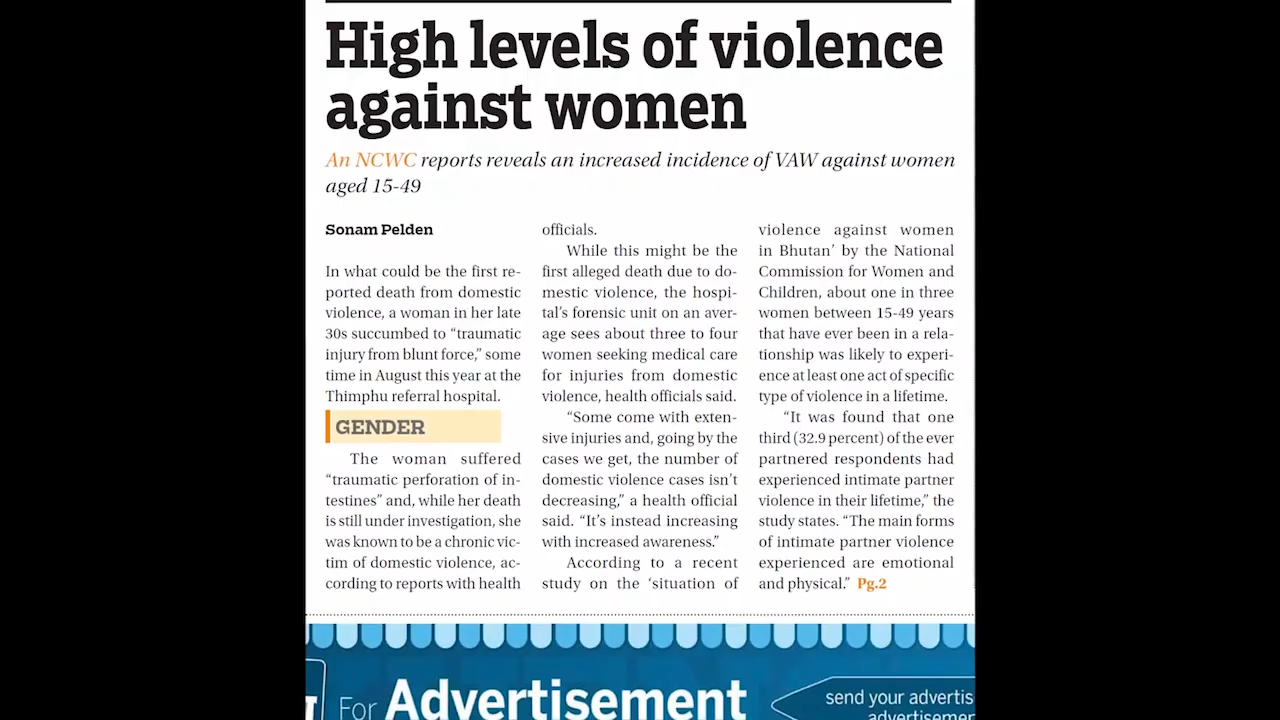 High levels of violence
against women
An NCWC reports reveals an increased incidence of VAW against women
aged 15-49
Sonam Pelden
In what could be the first re-
ported death from domestic
violence, a woman in her late
30s succumbed to “traumatic
injury from blunt force,” some
time in August this year at the
Thimphu referral hospital.
GENDER
The woman suffered
“traumatic perforation of in-
testines” and, while her death
is still under investigation, she
was known to be a chronic vic-
tim of domestic violence, ac-
cording to reports with health
officials.
While this might be the
first alleged death due to do-
mestic violence, the hospi-
tal’s forensic unit on an aver-
age sees about three to four
women seeking medical care
for injuries from domestic
violence, health officials said.
“Some come with exten-
sive injuries and, going by the
cases we get, the number of
domestic violence cases isn’t
decreasing,” a health official
said. “It’s instead increasing
with increased awareness.”
According to a recent
study on the ‘situation of
violence against women
in Bhutan’ by the National
Commission for Women and
Children, about one in three
women between 15-49 years
that have ever been in a rela-
tionship was likely to experi-
ence at least one act of specific
type of violence in a lifetime.
“It was found that one
third (32.9 percent) of the ever
partnered respondents had
experienced intimate partner
violence in their lifetime,” the
study states. “The main forms
of intimate partner violence
experienced are emotional
and physical.” Pg.2
For Advertisement
send your advertis
advertisemen